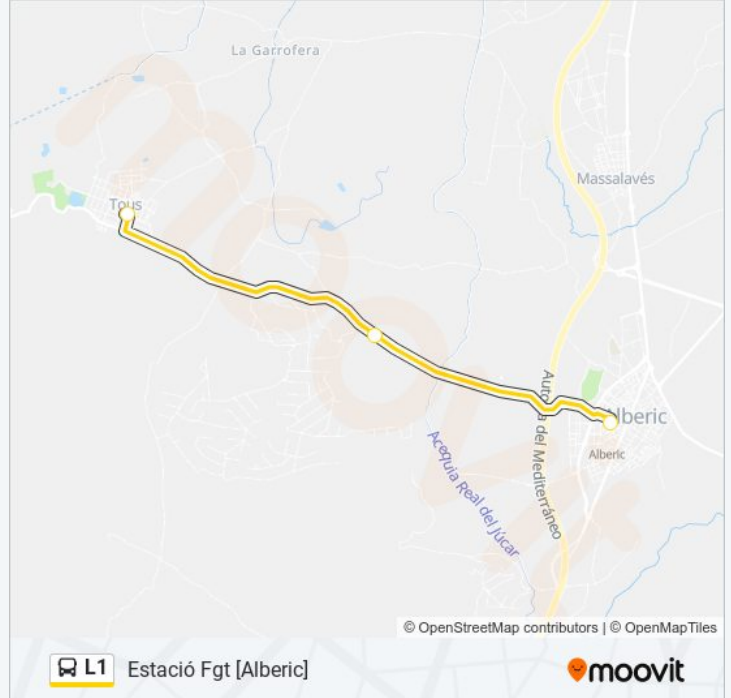 La Garrofera
Massalavés
Tous
Autovía del Mediterráneo
Alberic
Alberic
Acequia Real del Júcar
© OpenStreetMap contributors | © OpenMapTiles
L1 Estació Fgt [Alberic]
moovit